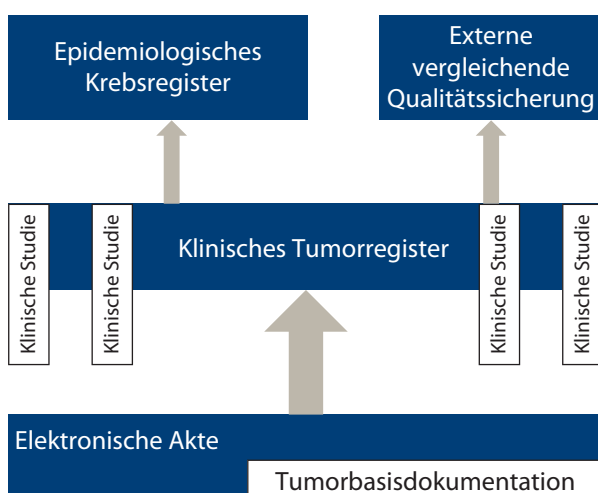 Epidemiologisches
Krebsregister
Externe
vergleichende
Qualitätssicherung
Klinische Studie
Klinische Studie
Klinisches Tumorregister
Klinische Studie
Klinische Studie
Elektronische Akte
Tumorbasisdokumentation